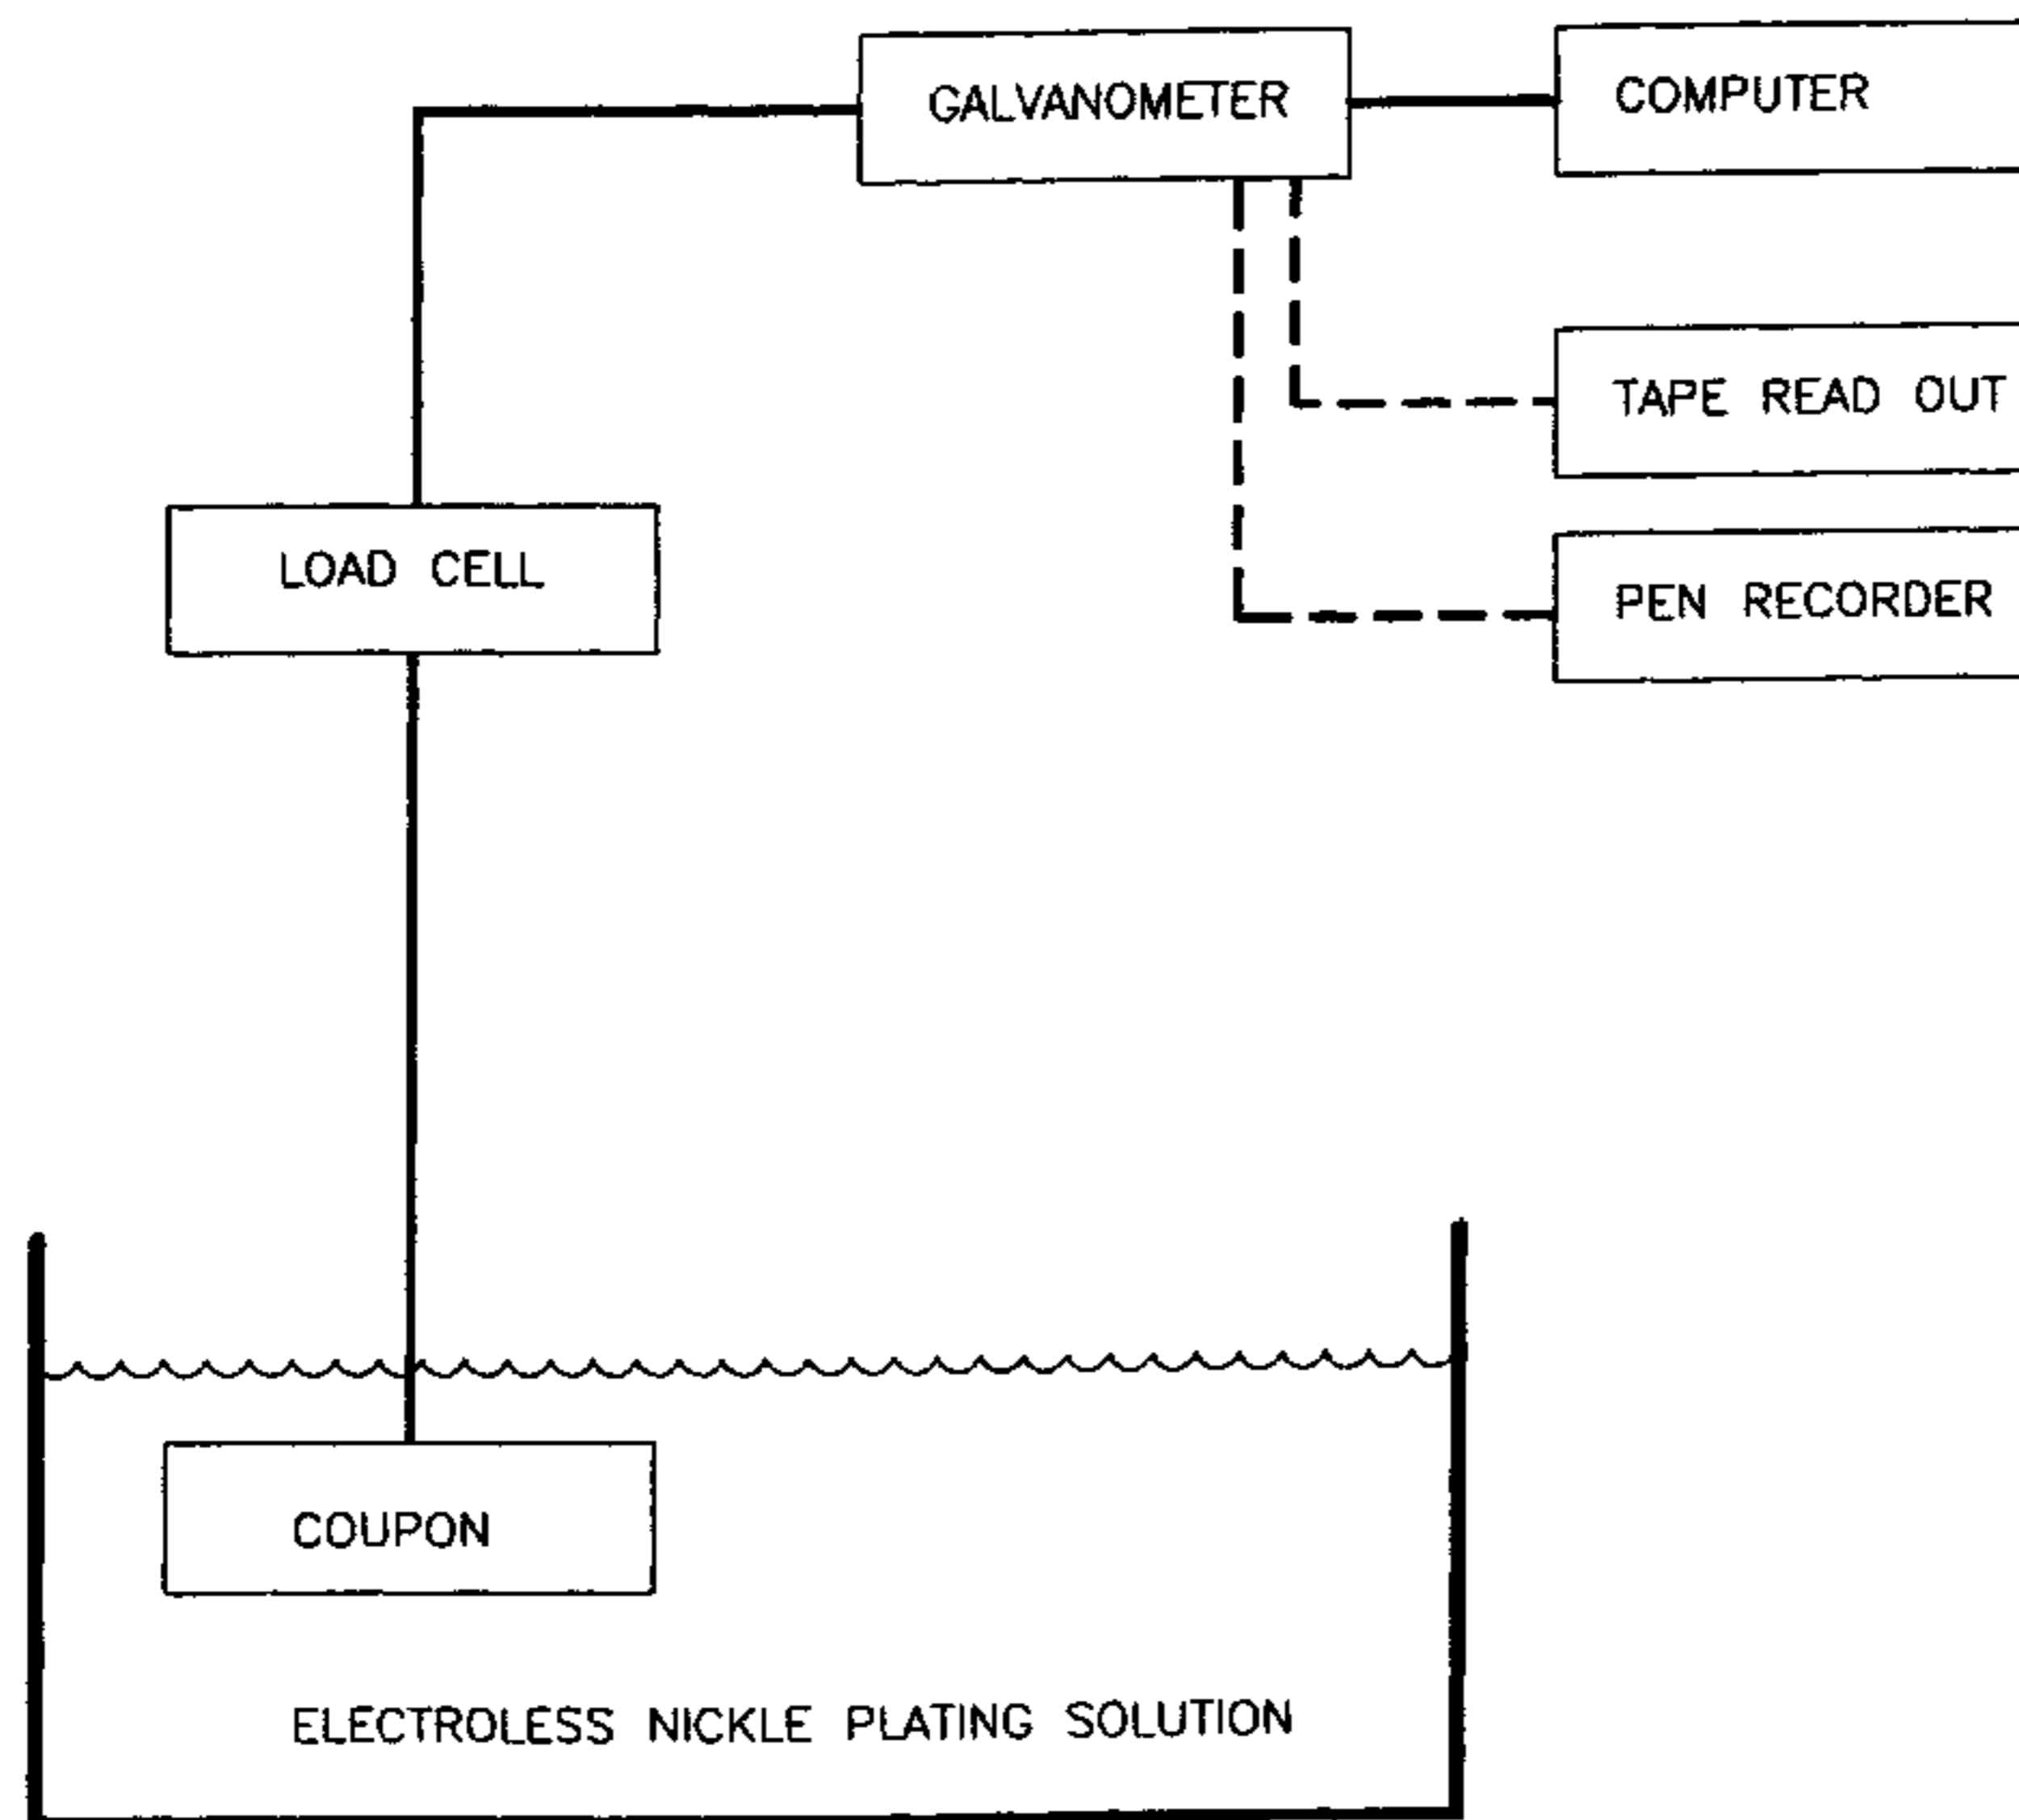 GALVANOMETER
COMPUTER
TAPE READ OUT
LOAD CELL
PEN RECORDER
COUPON
ELECTROLESS NICKLE PLATING SOLUTION